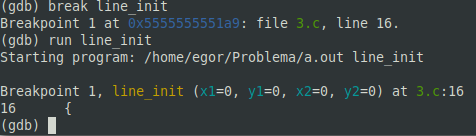 (gdb) break line_init
Breakpoint 1 at 0x5555555551a9: file 3.c, line 16.
(gdb) run line_init
Starting program: /home/egor/Problema/a.out line_init

Breakpoint 1, line_init (x1=0, y1=0, x2=0, y2=0) at 3.c:16
16      {
(gdb)